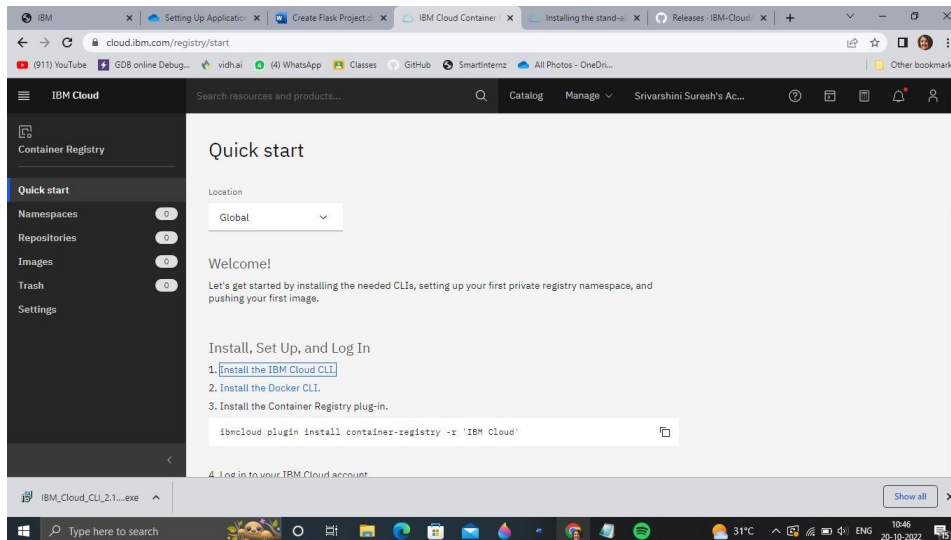 IBM
Setting Up Application
Create Flask Project.d
IBM Cloud Container
Installing the stand-a
Releases · IBM-Cloud
cloud.ibm.com/registry/start
(911) YouTube
GDB online Debug...
vidh.ai
(4) WhatsApp
Classes
GitHub
SmartInternz
All Photos - OneDri...
Other bookmark
IBM Cloud
Search resources and products...
Catalog
Manage
Srivarshini Suresh's Ac...
Container Registry
Quick start
Namespaces 0
Repositories 0
Images 0
Trash 0
Settings
Quick start
Location
Global
Welcome!
Let's get started by installing the needed CLIs, setting up your first private registry namespace, and
pushing your first image.
Install, Set Up, and Log In
1. Install the IBM Cloud CLI.
2. Install the Docker CLI.
3. Install the Container Registry plug-in.
ibmcloud plugin install container-registry -r 'IBM Cloud'
4. Log in to your IBM Cloud account.
IBM_Cloud_CLI_2.1....exe
Show all
Type here to search
31°C
ENG
10:46
20-10-2022